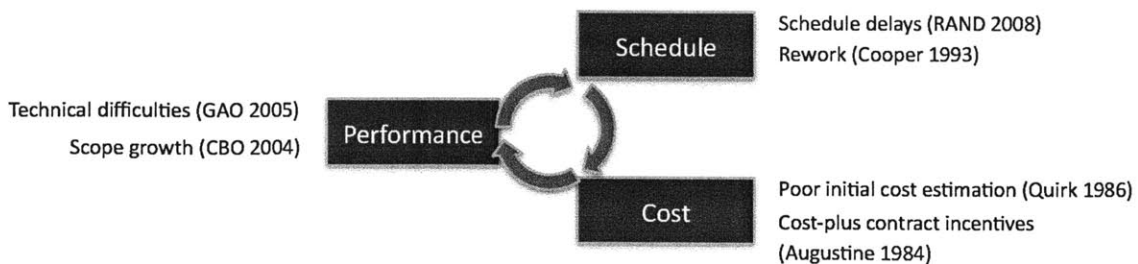 Schedule
Schedule delays (RAND 2008)
Rework (Cooper 1993)
Technical difficulties (GAO 2005)
Scope growth (CBO 2004)
Performance
Cost
Poor initial cost estimation (Quirk 1986)
Cost-plus contract incentives
(Augustine 1984)